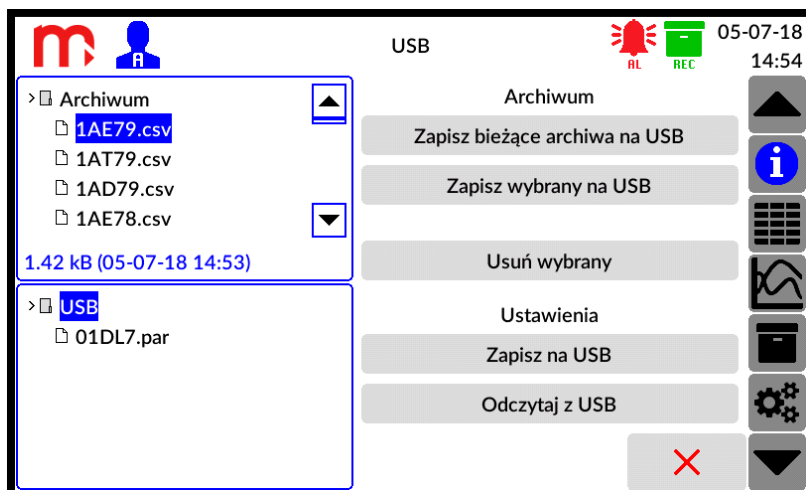 m
A
USB
AL
REC
05-07-18
14:54
> Archiwum
1AE79.csv
1AT79.csv
1AD79.csv
1AE78.csv
1.42 kB (05-07-18 14:53)
> USB
01DL7.par
Archiwum
Zapisz bieżące archiwa na USB
Zapisz wybrany na USB
Usuń wybrany
Ustawienia
Zapisz na USB
Odczytaj z USB
i